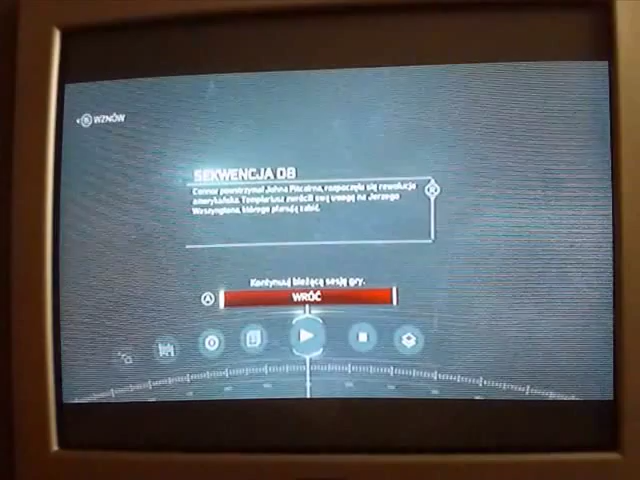 B WZNÓW
SEKWENCJA 08
Connor powstrzymał Johna Pitcairna, rozpoczęła się rewolucja
amerykańska. Templariusz zwrócili swą uwagę na Jerzego
Waszyngtona, którego planują zabić.
R
Kontynuuj bieżącą sesję gry.
A WRÓĆ